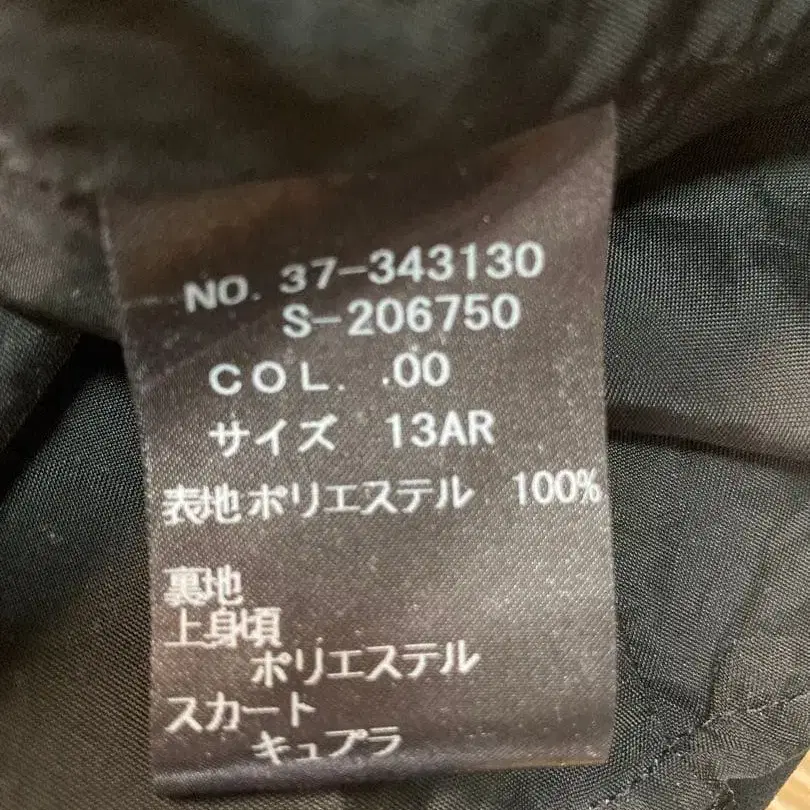 NO. 37-343130
S-206750
COL. .00
サイズ 13AR
表地 ポリエステル 100%
裏地
上身頃
ポリエステル
スカート
キュプラ